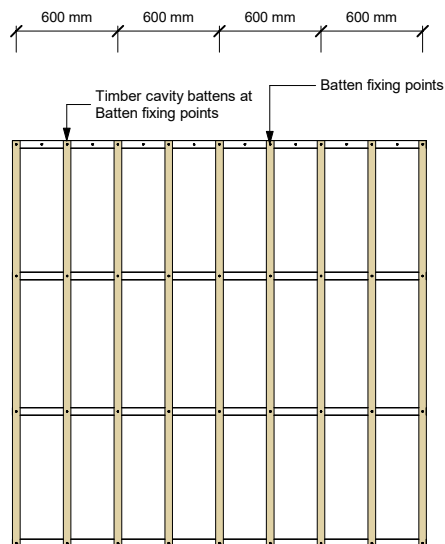 600 mm 600 mm 600 mm 600 mm
Batten fixing points
Timber cavity battens at
Batten fixing points